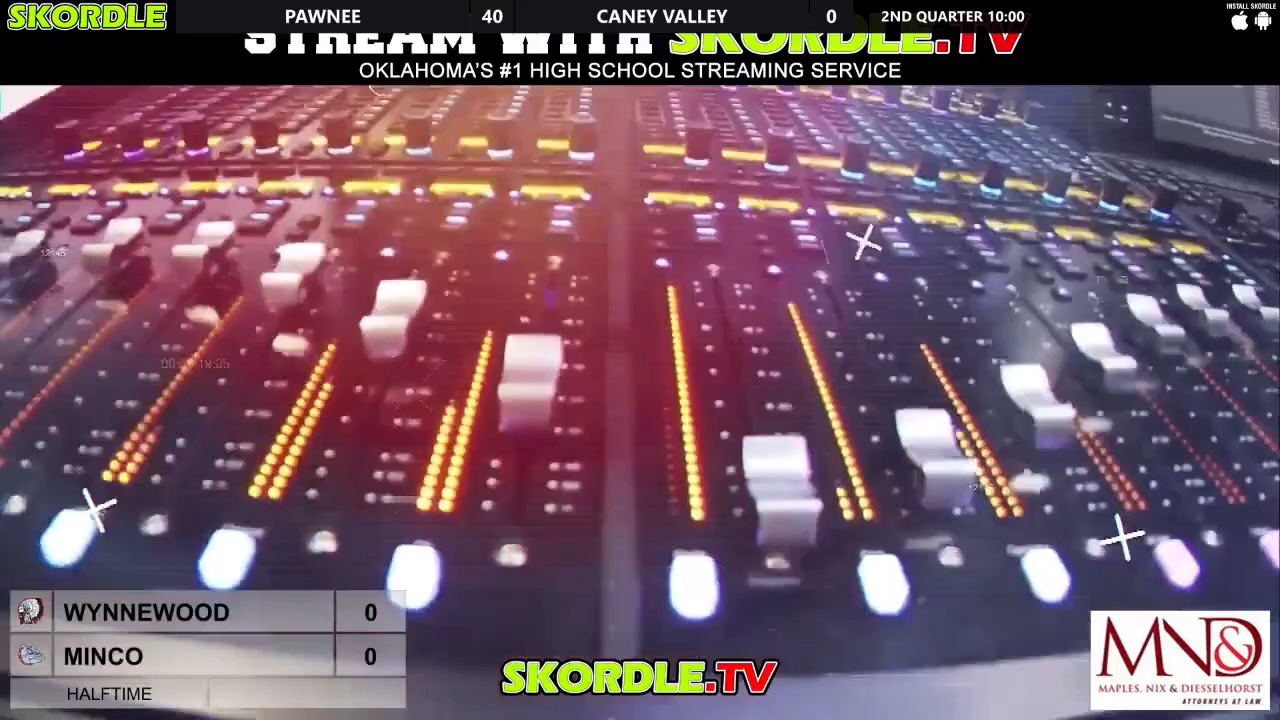 SKORDLE
PAWNEE 40 CANEY VALLEY 0 2ND QUARTER 10:00
INSTALL SKORDLE
STREAM WITH SKORDLE.TV
OKLAHOMA'S #1 HIGH SCHOOL STREAMING SERVICE
WYNNEWOOD 0
MINCO 0
HALFTIME
SKORDLE.TV
MN&D
MAPLES, NIX & DIESSELHORST
ATTORNEYS AT LAW